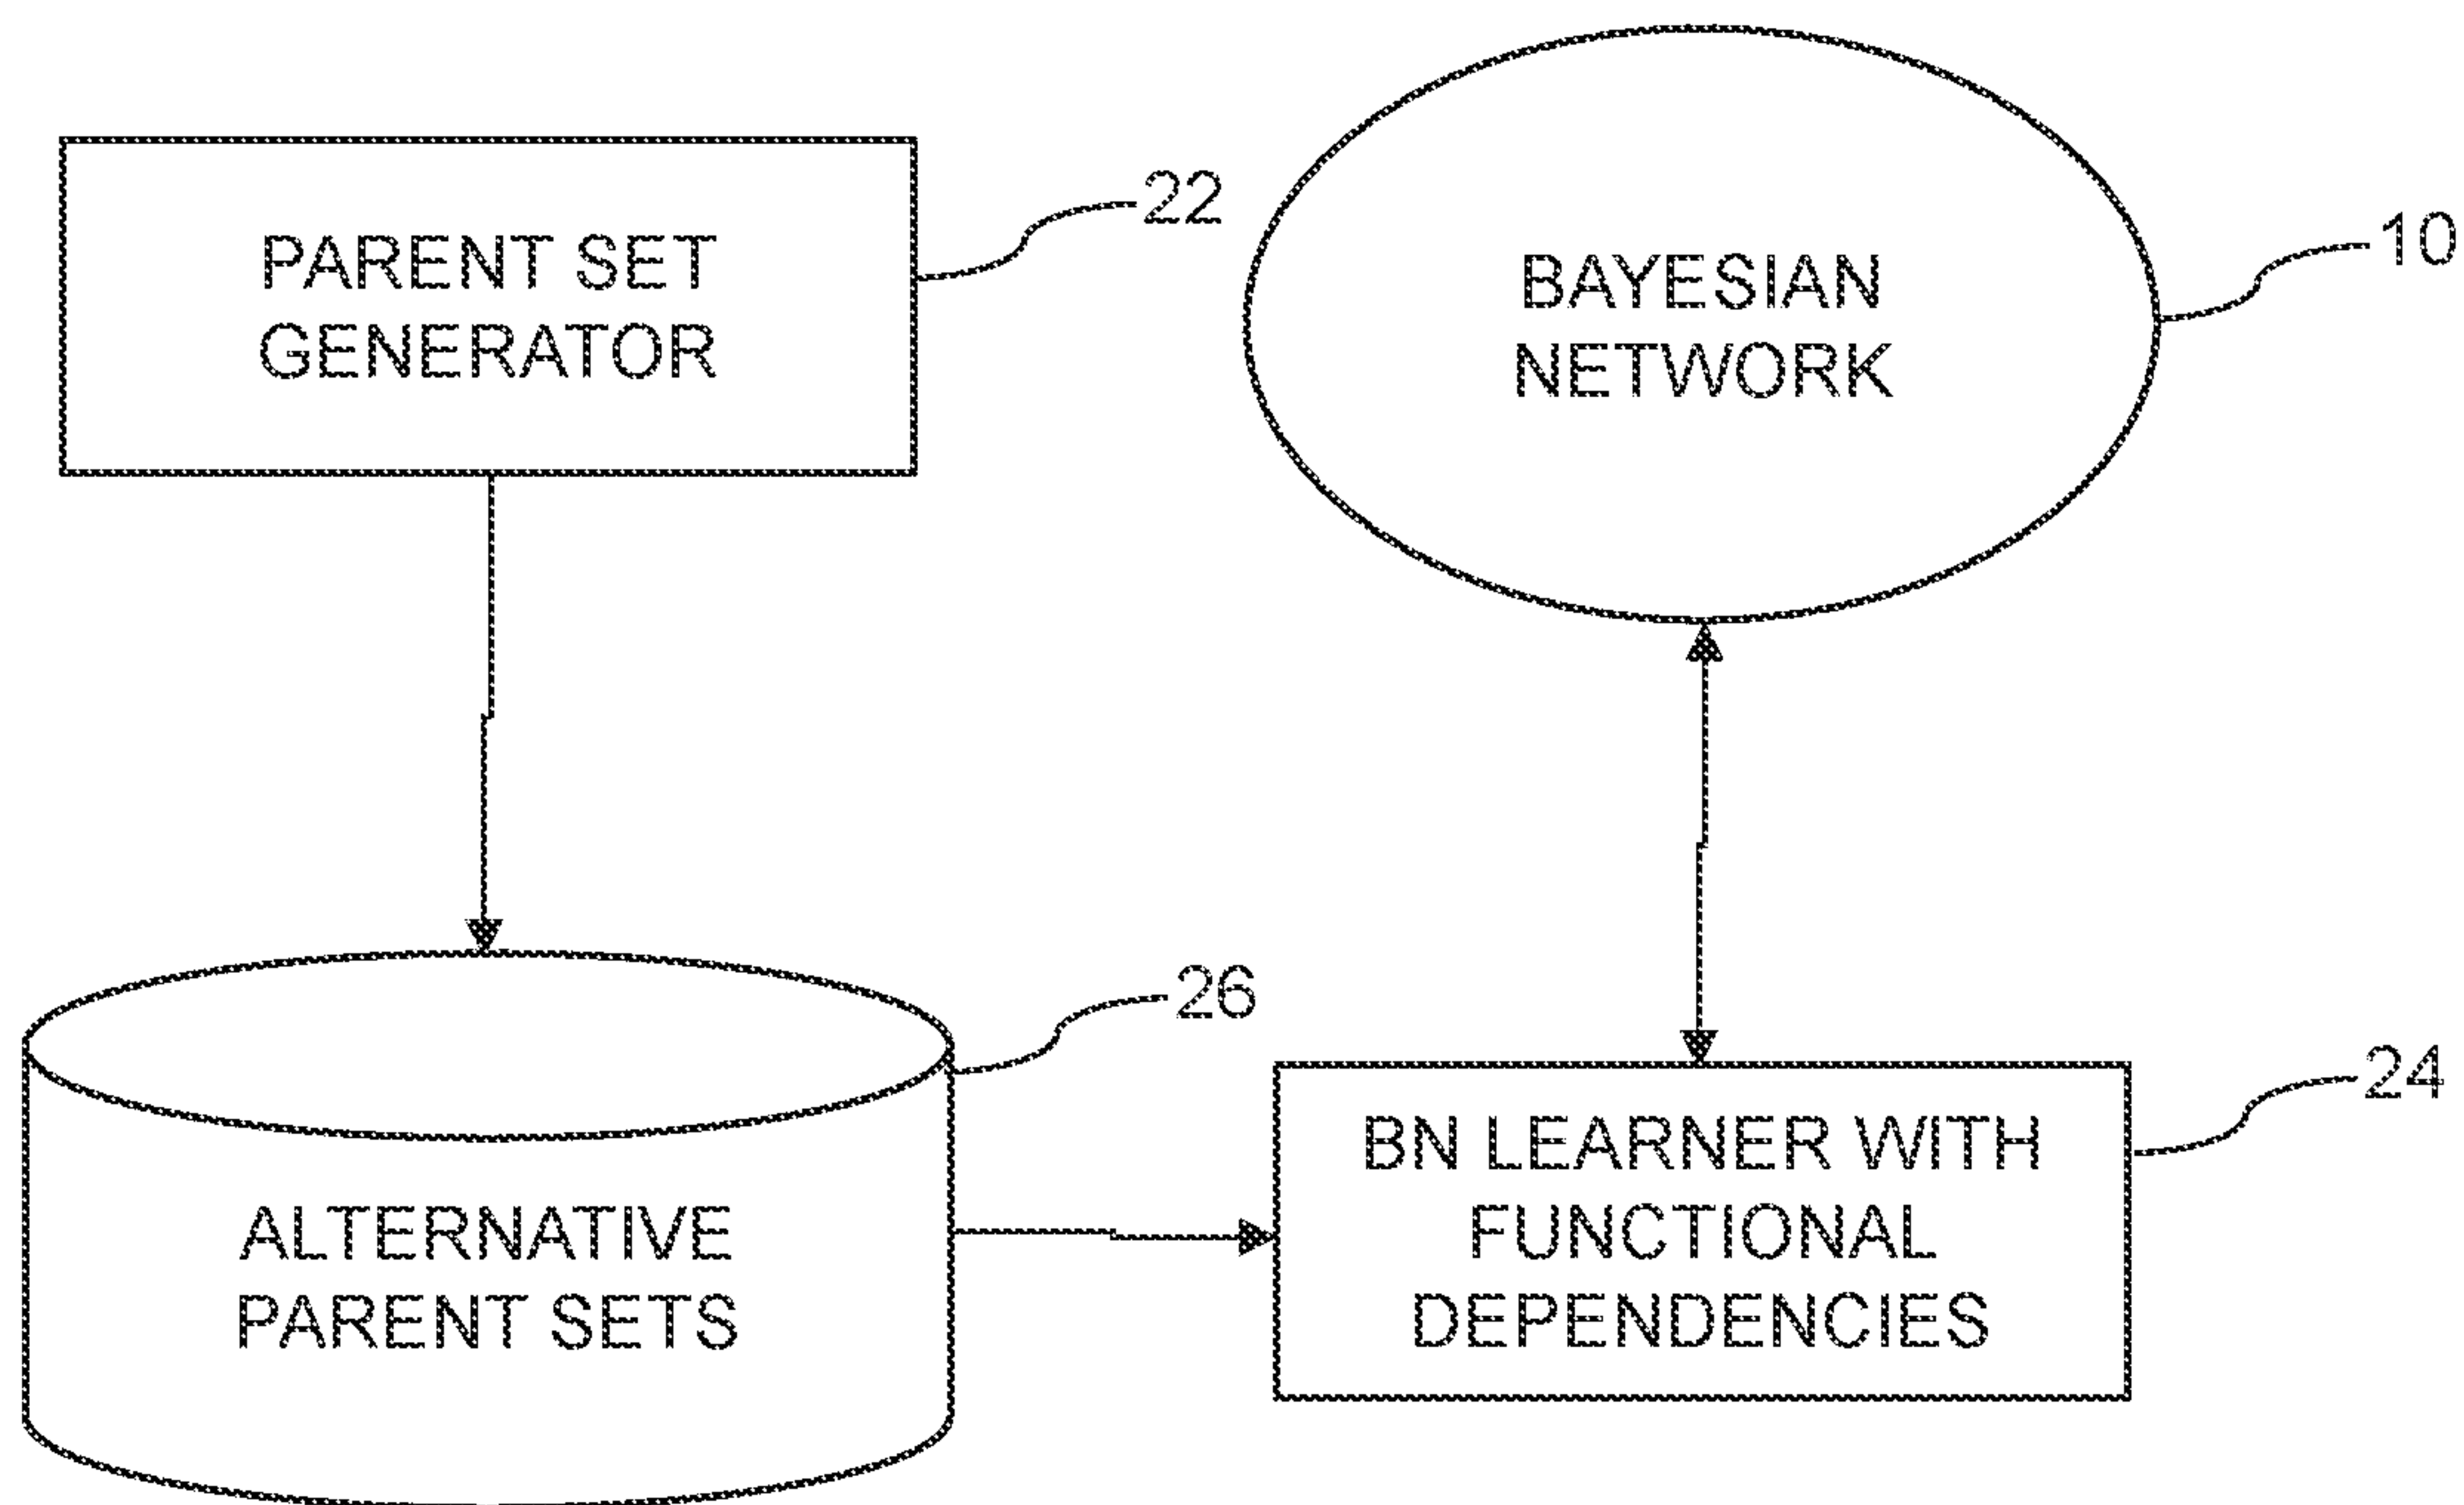 PARENT SET
GENERATOR
22
BAYESIAN
NETWORK
10
ALTERNATIVE
PARENT SETS
26
BN LEARNER WITH
FUNCTIONAL
DEPENDENCIES
24